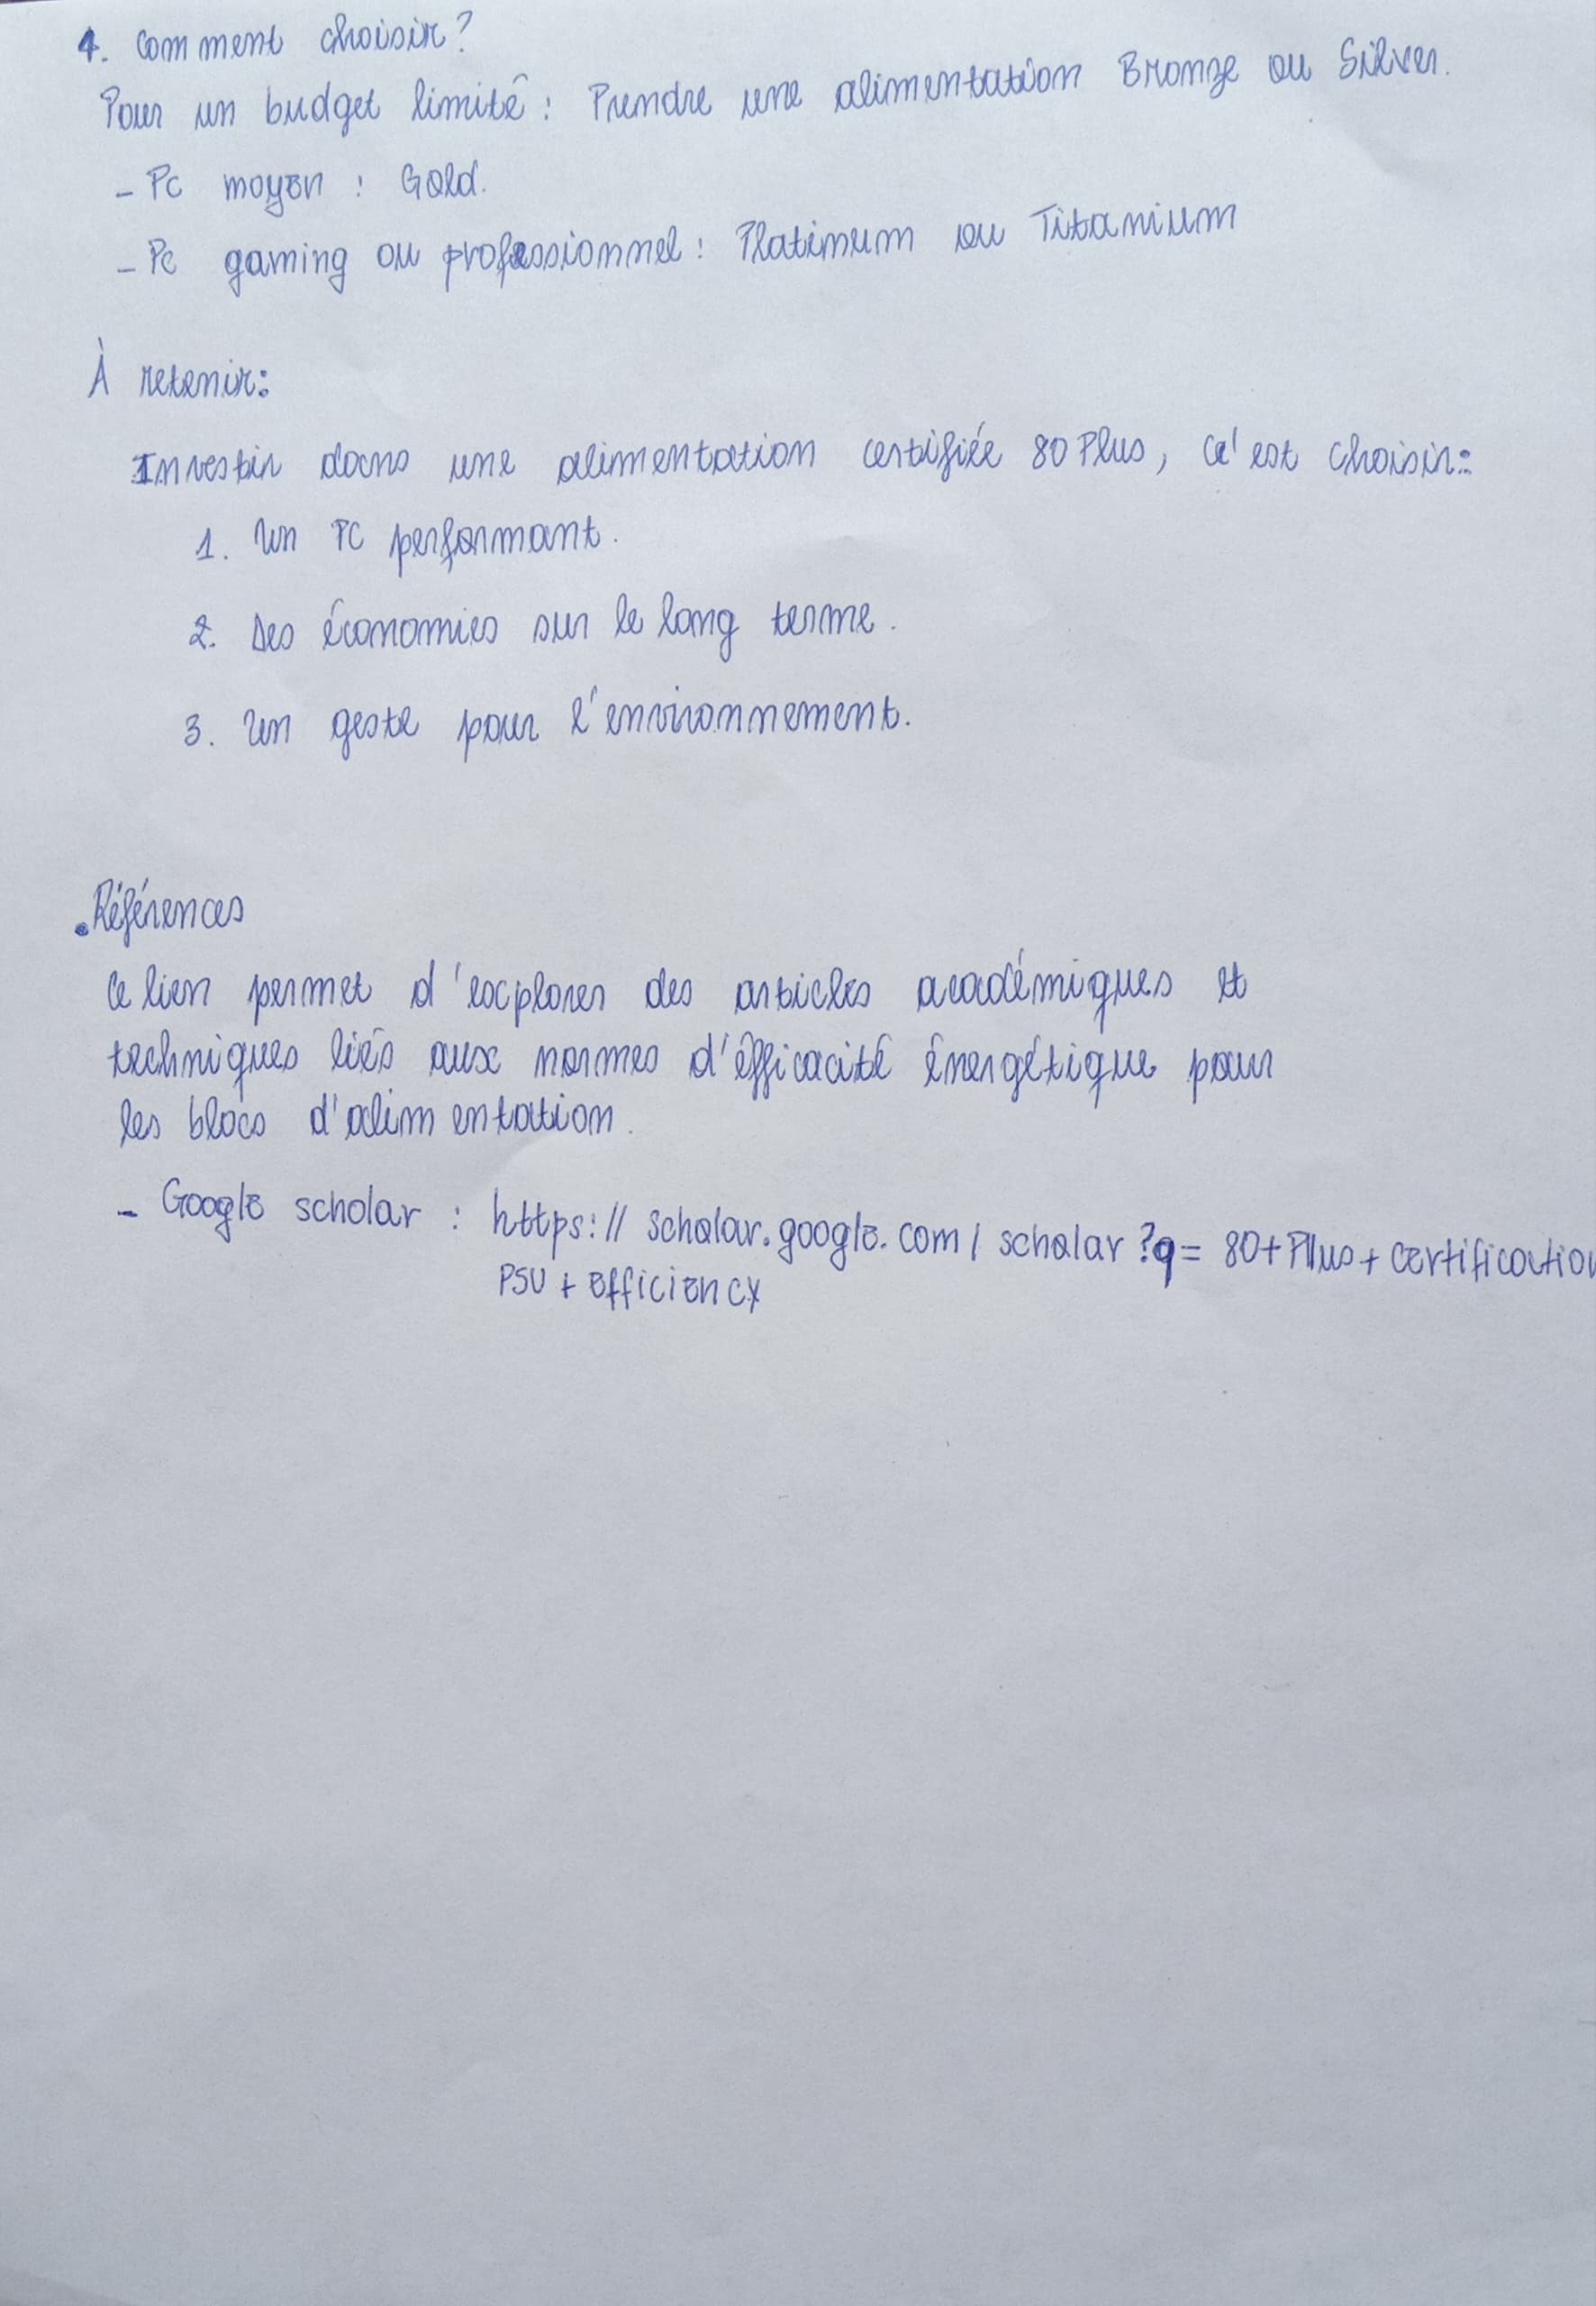 4. Comment choisir?
Pour un budget limité : Prendre une alimentation Bronze ou Silver.
- Pc moyen : Gold.
- Pc gaming ou professionnel : Platinum ou Titanium
À retenir:
Investir dans une alimentation certifiée 80 Plus, ce'est choisir:
1. Un PC performant.
2. Des économies sur le long terme.
3. Un geste pour l'environnement.
• Références
Ce lien permet d'explorer des articles académiques et
techniques liés aux normes d'éfficacité énergétique pour
les blocs d'alimentation.
- Google scholar : https://scholar.google.com/scholar?q=80+Pllus+certification
PSU + efficiency